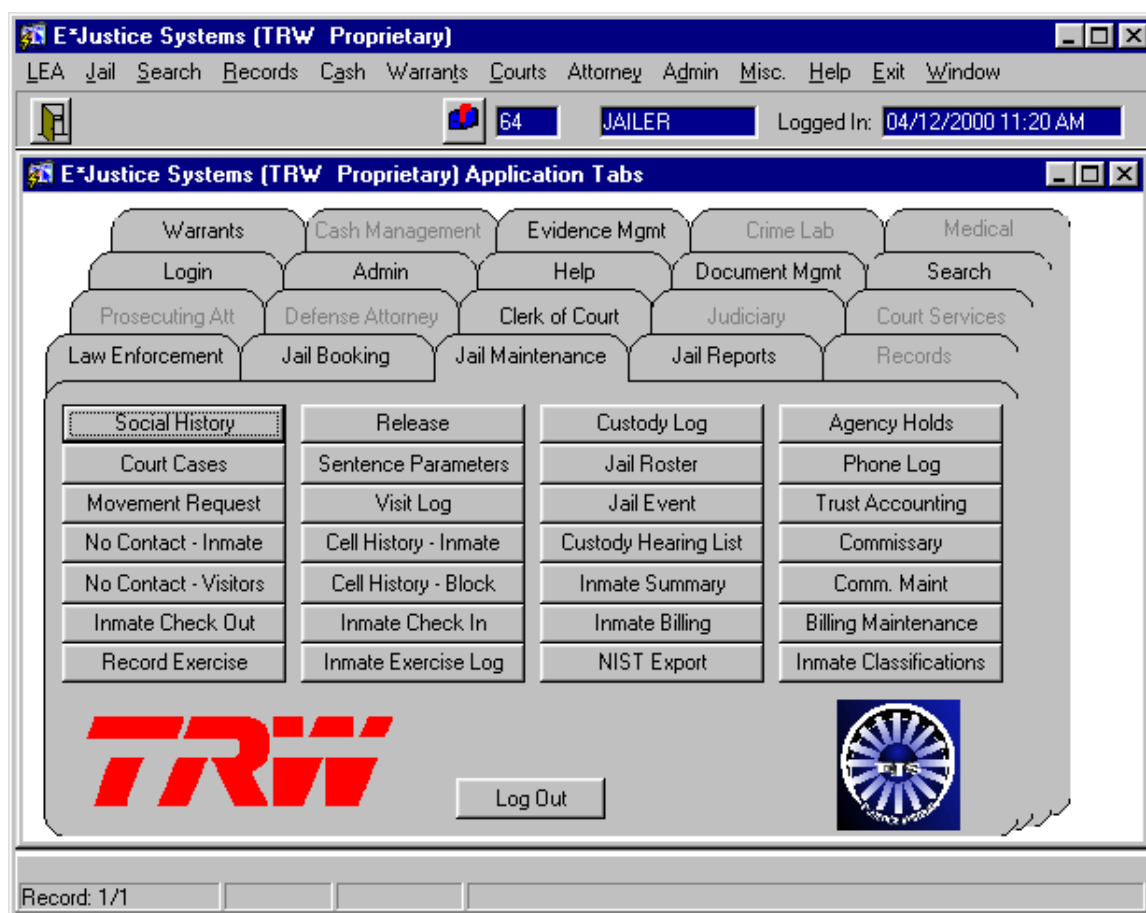 E*Justice Systems (TRW Proprietary)
LEA Jail Search Records Cash Warrants Courts Attorney Admin Misc. Help Exit Window
64 JAILER Logged In: 04/12/2000 11:20 AM
E*Justice Systems (TRW Proprietary) Application Tabs
Warrants Cash Management Evidence Mgmt Crime Lab Medical
Login Admin Help Document Mgmt Search
Prosecuting Att Defense Attorney Clerk of Court Judiciary Court Services
Law Enforcement Jail Booking Jail Maintenance Jail Reports Records
Social History Release Custody Log Agency Holds
Court Cases Sentence Parameters Jail Roster Phone Log
Movement Request Visit Log Jail Event Trust Accounting
No Contact - Inmate Cell History - Inmate Custody Hearing List Commissary
No Contact - Visitors Cell History - Block Inmate Summary Comm. Maint
Inmate Check Out Inmate Check In Inmate Billing Billing Maintenance
Record Exercise Inmate Exercise Log NIST Export Inmate Classifications
TRW
EJS
Log Out
Record: 1/1